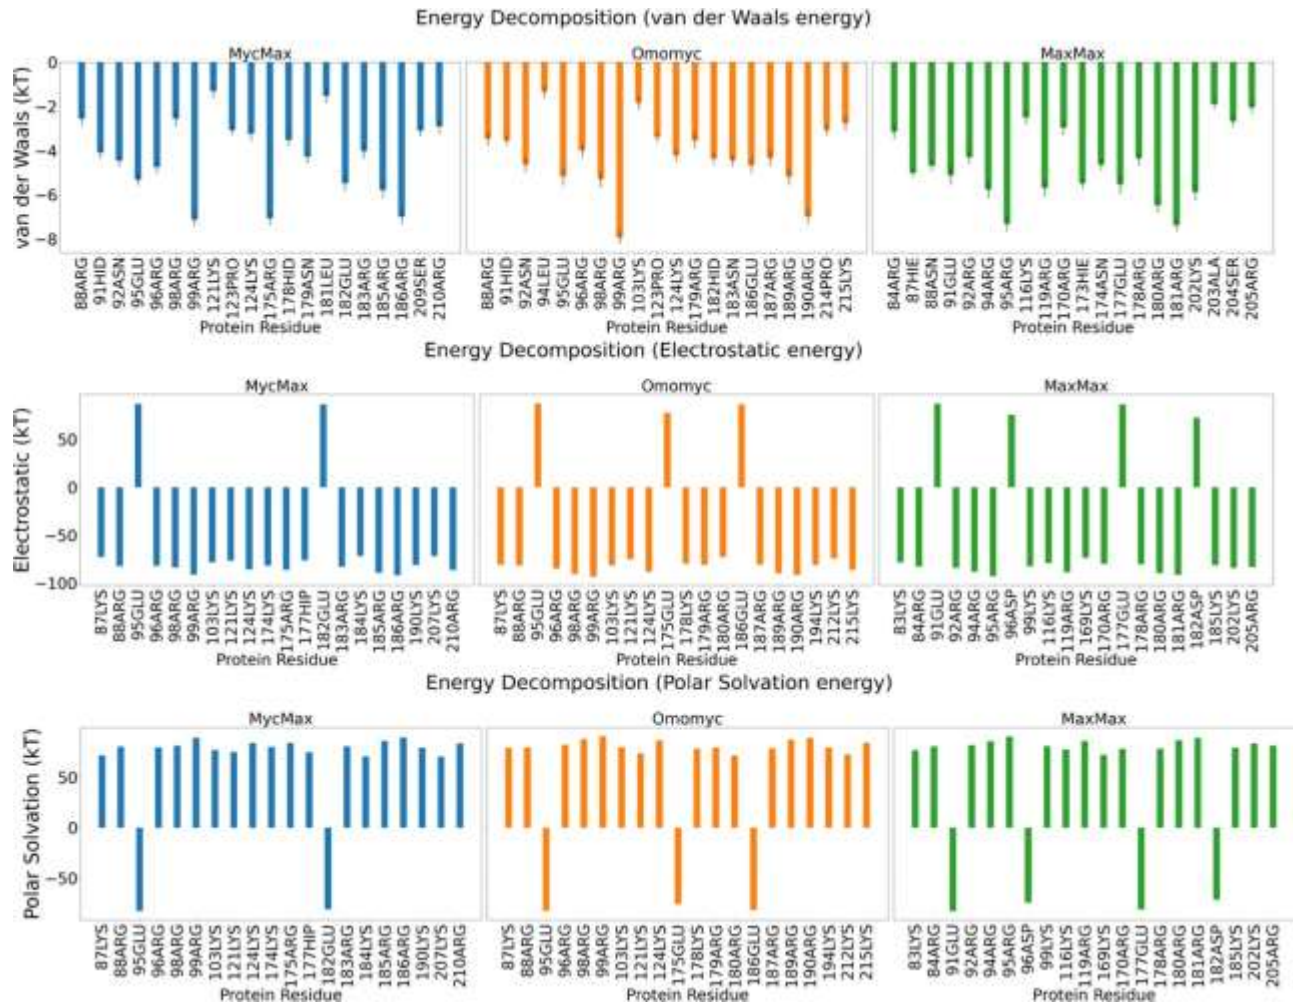 Energy Decomposition (van der Waals energy)
MycMax Omomyc MaxMax
van der Waals (kT)
0
−2
−4
−6
−8
88ARG 91HID 92ASN 95GLU 96ARG 98ARG 99ARG 121LYS 123PRO 124LYS 175ARG 178HID 179ASN 181LEU 182GLU 183ARG 185ARG 186ARG 209SER 210ARG
88ARG 91HID 92ASN 94LEU 95GLU 96ARG 98ARG 99ARG 103LYS 123PRO 124LYS 179ARG 182HID 183ASN 186GLU 187ARG 189ARG 190ARG 214PRO 215LYS
84ARG 87HIE 88ASN 91GLU 92ARG 94ARG 95ARG 116LYS 119ARG 170ARG 173HIE 174ASN 177GLU 178ARG 180ARG 181ARG 202LYS 203ALA 204SER 205ARG
Protein Residue Protein Residue Protein Residue
Energy Decomposition (Electrostatic energy)
MycMax Omomyc MaxMax
Electrostatic (kT)
50
0
−50
−100
87LYS 88ARG 95GLU 96ARG 98ARG 99ARG 103LYS 121LYS 124LYS 174LYS 175ARG 177HIP 182GLU 183ARG 184LYS 185ARG 186ARG 190LYS 207LYS 210ARG
87LYS 88ARG 95GLU 96ARG 98ARG 99ARG 103LYS 121LYS 124LYS 175GLU 178LYS 179ARG 180ARG 186GLU 187ARG 189ARG 190ARG 194LYS 212LYS 215LYS
83LYS 84ARG 91GLU 92ARG 94ARG 95ARG 96ASP 99LYS 116LYS 119ARG 169LYS 170ARG 177GLU 178ARG 180ARG 181ARG 182ASP 185LYS 202LYS 205ARG
Protein Residue Protein Residue Protein Residue
Energy Decomposition (Polar Solvation energy)
MycMax Omomyc MaxMax
Polar Solvation (kT)
50
0
−50
87LYS 88ARG 95GLU 96ARG 98ARG 99ARG 103LYS 121LYS 124LYS 174LYS 175ARG 177HIP 182GLU 183ARG 184LYS 185ARG 186ARG 190LYS 207LYS 210ARG
87LYS 88ARG 95GLU 96ARG 98ARG 99ARG 103LYS 121LYS 124LYS 175GLU 178LYS 179ARG 180ARG 186GLU 187ARG 189ARG 190ARG 194LYS 212LYS 215LYS
83LYS 84ARG 91GLU 92ARG 94ARG 95ARG 96ASP 99LYS 116LYS 119ARG 169LYS 170ARG 177GLU 178ARG 180ARG 181ARG 182ASP 185LYS 202LYS 205ARG
Protein Residue Protein Residue Protein Residue